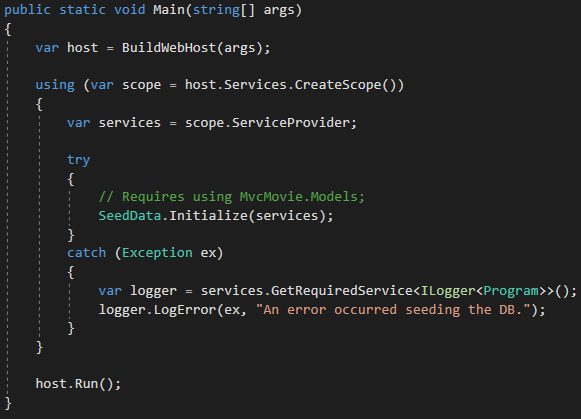 public static void Main(string[] args)
{
    var host = BuildWebHost(args);

    using (var scope = host.Services.CreateScope())
    {
        var services = scope.ServiceProvider;

        try
        {
            // Requires using MvcMovie.Models;
            SeedData.Initialize(services);
        }
        catch (Exception ex)
        {
            var logger = services.GetRequiredService<ILogger<Program>>();
            logger.LogError(ex, "An error occurred seeding the DB.");
        }
    }

    host.Run();
}